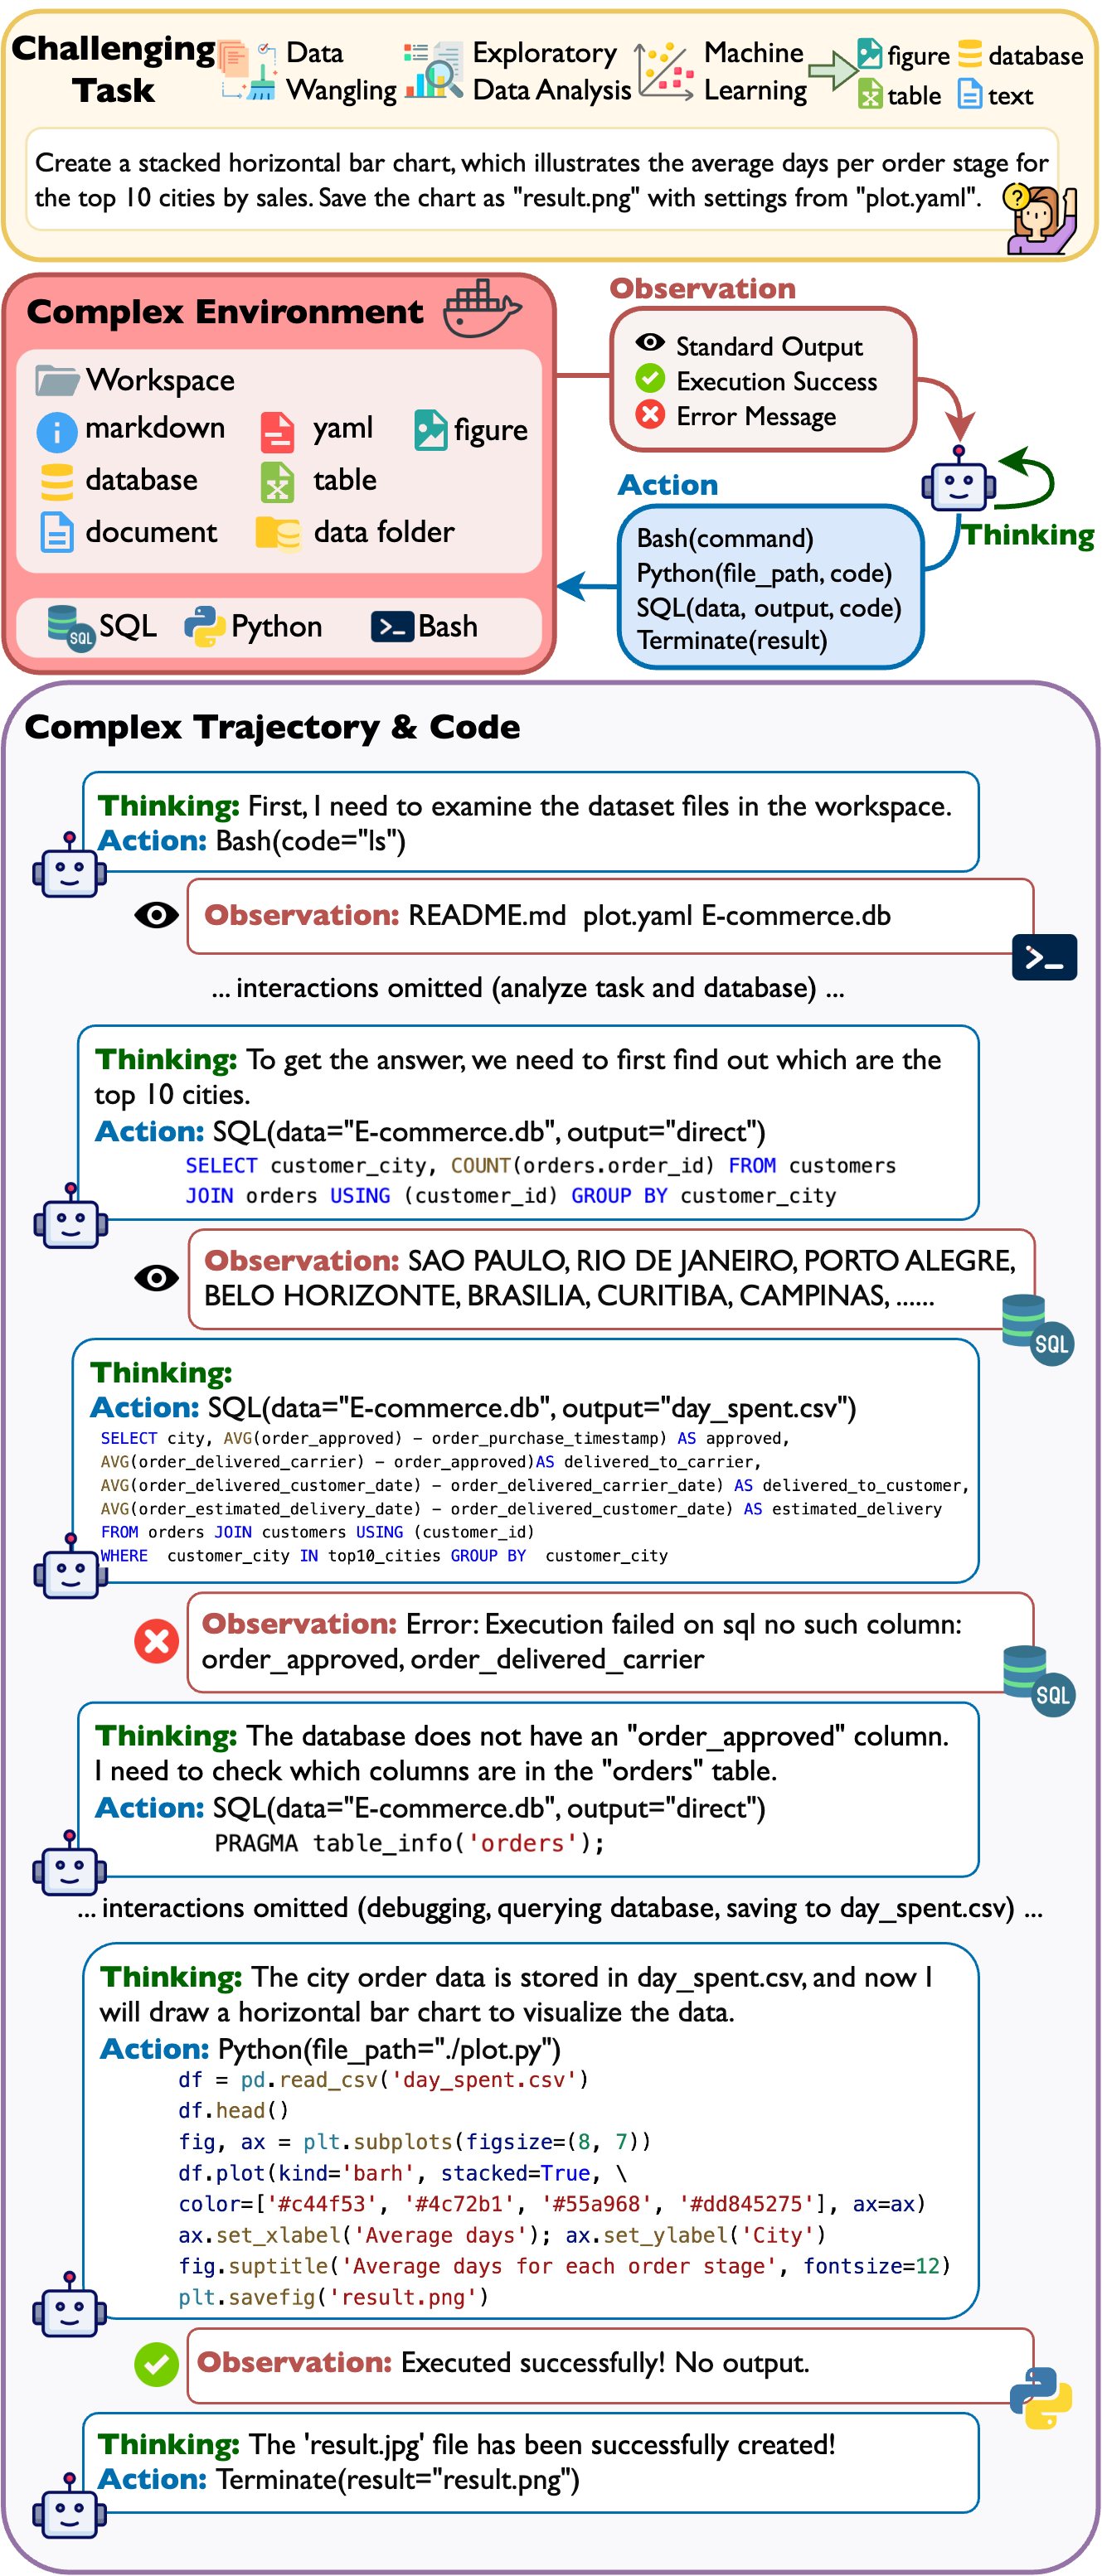 Challenging
Task
Data
Wangling
Exploratory
Data Analysis
Machine
Learning
figure
database
table
text
Create a stacked horizontal bar chart, which illustrates the average days per order stage for
the top 10 cities by sales. Save the chart as "result.png" with settings from "plot.yaml".
?
Complex Environment
Workspace
markdown
yaml
figure
database
table
document
data folder
SQL
SQL
Python
Bash
Observation
Standard Output
Execution Success
Error Message
Action
Bash(command)
Python(file_path, code)
SQL(data, output, code)
Terminate(result)
Thinking
Complex Trajectory & Code
Thinking: First, I need to examine the dataset files in the workspace.
Action: Bash(code="ls")
Observation: README.md plot.yaml E-commerce.db
... interactions omitted (analyze task and database) ...
Thinking: To get the answer, we need to first find out which are the
top 10 cities.
Action: SQL(data="E-commerce.db", output="direct")
SELECT customer_city, COUNT(orders.order_id) FROM customers
JOIN orders USING (customer_id) GROUP BY customer_city
Observation: SAO PAULO, RIO DE JANEIRO, PORTO ALEGRE,
BELO HORIZONTE, BRASILIA, CURITIBA, CAMPINAS, ......
SQL
Thinking:
Action: SQL(data="E-commerce.db", output="day_spent.csv")
SELECT city, AVG(order_approved) - order_purchase_timestamp) AS approved,
AVG(order_delivered_carrier) - order_approved)AS delivered_to_carrier,
AVG(order_delivered_customer_date) - order_delivered_carrier_date) AS delivered_to_customer,
AVG(order_estimated_delivery_date) - order_delivered_customer_date) AS estimated_delivery
FROM orders JOIN customers USING (customer_id)
WHERE customer_city IN top10_cities GROUP BY customer_city
Observation: Error: Execution failed on sql no such column:
order_approved, order_delivered_carrier
SQL
Thinking: The database does not have an "order_approved" column.
I need to check which columns are in the "orders" table.
Action: SQL(data="E-commerce.db", output="direct")
PRAGMA table_info('orders');
... interactions omitted (debugging, querying database, saving to day_spent.csv) ...
Thinking: The city order data is stored in day_spent.csv, and now I
will draw a horizontal bar chart to visualize the data.
Action: Python(file_path="./plot.py")
df = pd.read_csv('day_spent.csv')
df.head()
fig, ax = plt.subplots(figsize=(8, 7))
df.plot(kind='barh', stacked=True, \
color=['#c44f53', '#4c72b1', '#55a968', '#dd845275'], ax=ax)
ax.set_xlabel('Average days'); ax.set_ylabel('City')
fig.suptitle('Average days for each order stage', fontsize=12)
plt.savefig('result.png')
Observation: Executed successfully! No output.
Thinking: The 'result.jpg' file has been successfully created!
Action: Terminate(result="result.png")